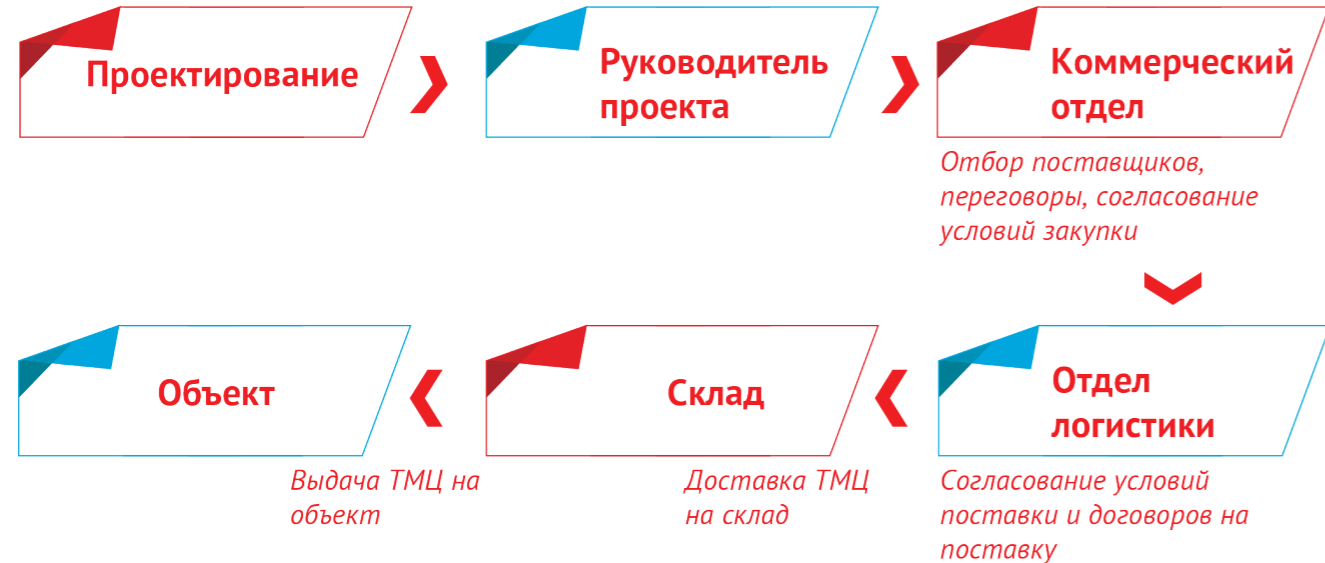 Проектирование
Руководитель
проекта
Коммерческий
отдел
Отбор поставщиков,
переговоры, согласование
условий закупки
Отдел
логистики
Согласование условий
поставки и договоров на
поставку
Склад
Доставка ТМЦ
на склад
Объект
Выдача ТМЦ на
объект